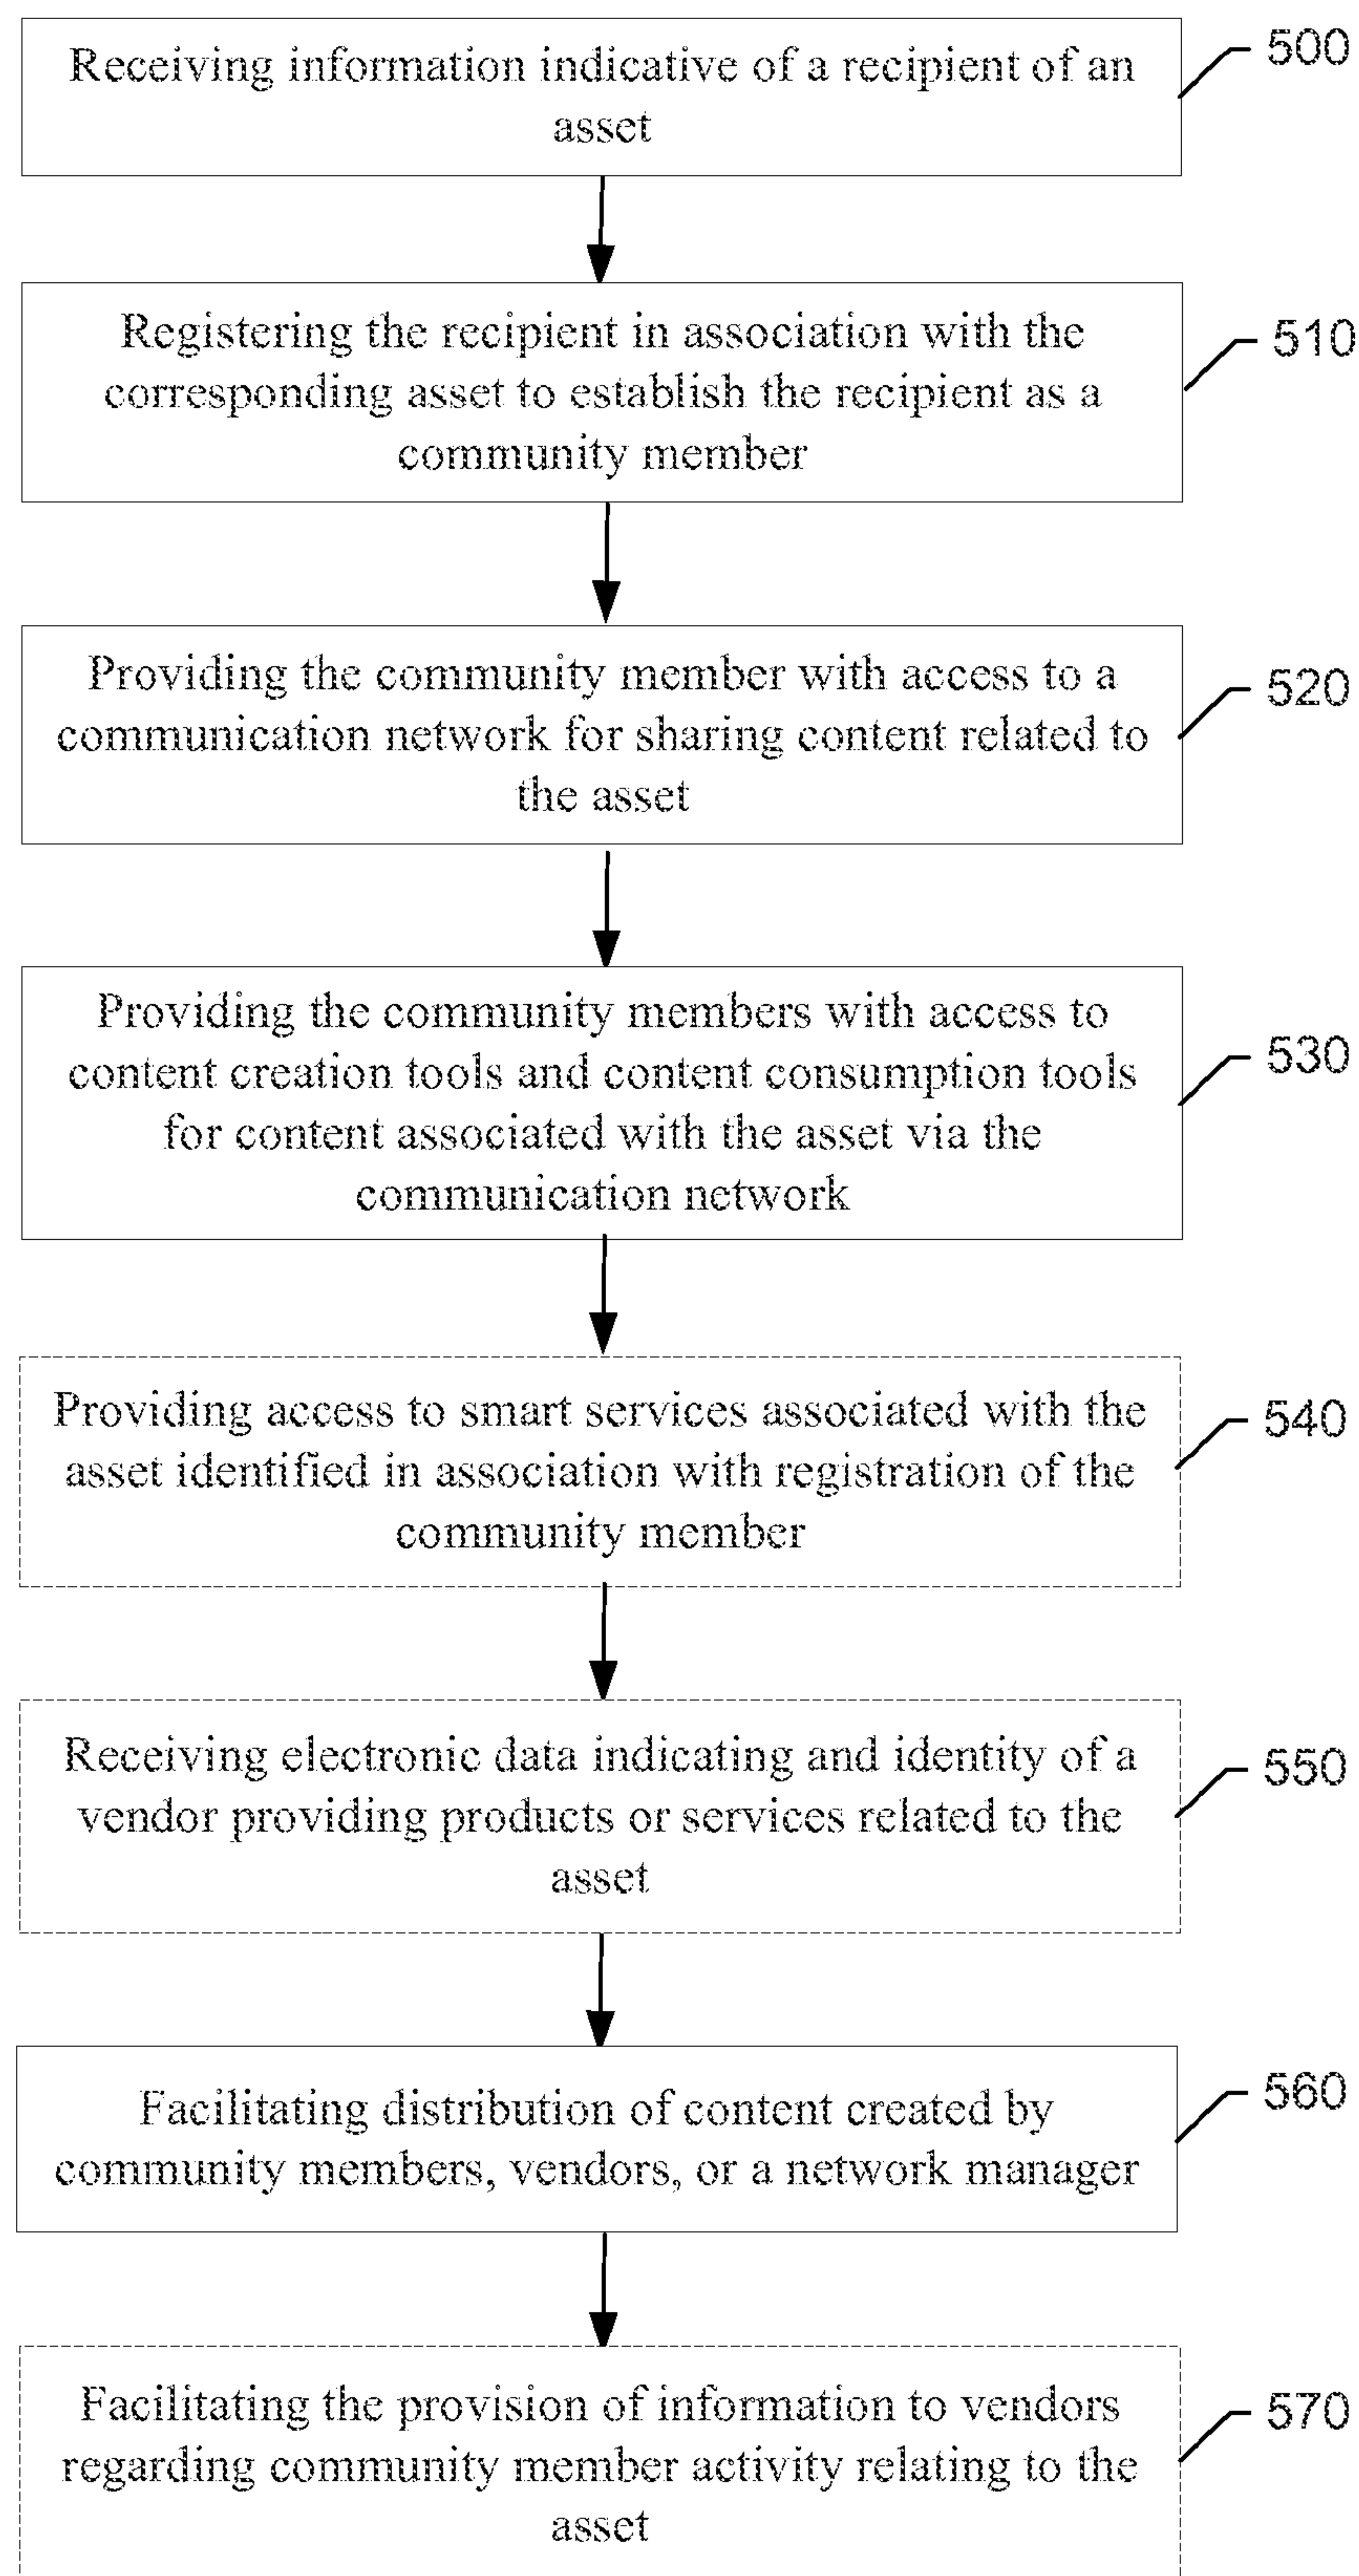 Receiving information indicative of a recipient of an
asset
500
Registering the recipient in association with the
corresponding asset to establish the recipient as a
community member
510
Providing the community member with access to a
communication network for sharing content related to
the asset
520
Providing the community members with access to
content creation tools and content consumption tools
for content associated with the asset via the
communication network
530
Providing access to smart services associated with the
asset identified in association with registration of the
community member
540
Receiving electronic data indicating and identity of a
vendor providing products or services related to the
asset
550
Facilitating distribution of content created by
community members, vendors, or a network manager
560
Facilitating the provision of information to vendors
regarding community member activity relating to the
asset
570